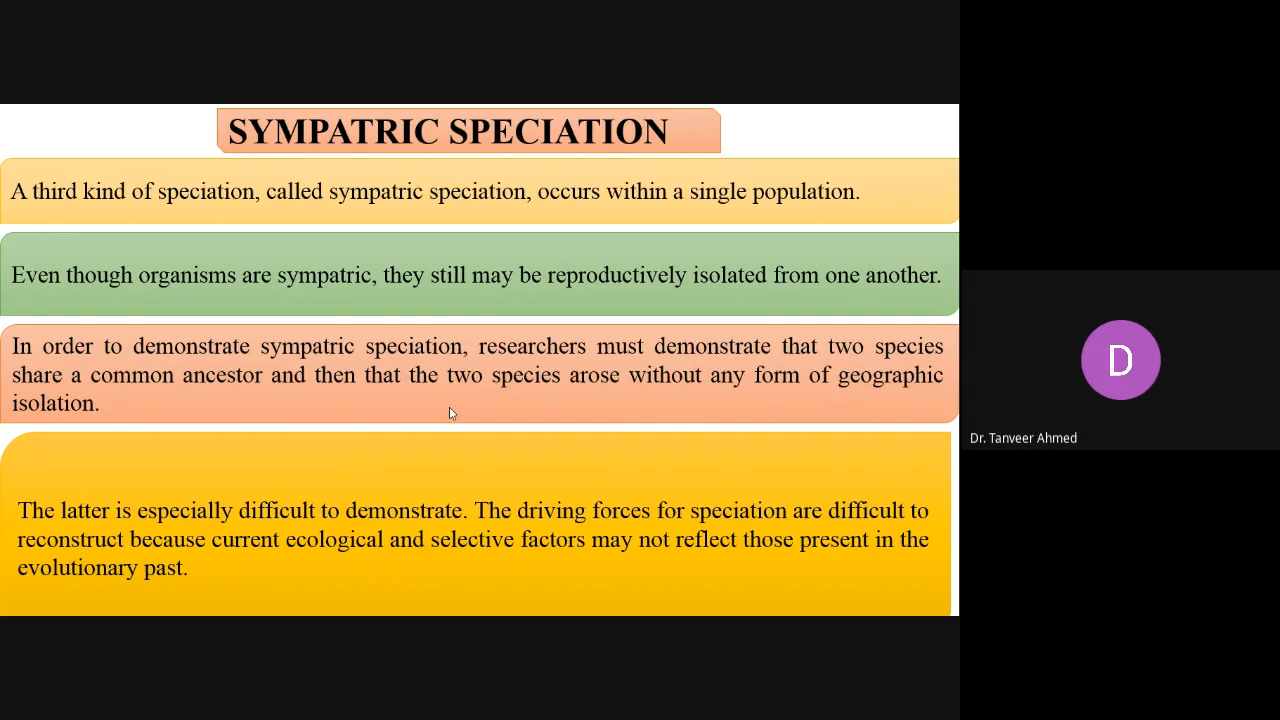 SYMPATRIC SPECIATION
A third kind of speciation, called sympatric speciation, occurs within a single population.
Even though organisms are sympatric, they still may be reproductively isolated from one another.
In order to demonstrate sympatric speciation, researchers must demonstrate that two species
share a common ancestor and then that the two species arose without any form of geographic
isolation.
The latter is especially difficult to demonstrate. The driving forces for speciation are difficult to
reconstruct because current ecological and selective factors may not reflect those present in the
evolutionary past.
D
Dr. Tanveer Ahmed